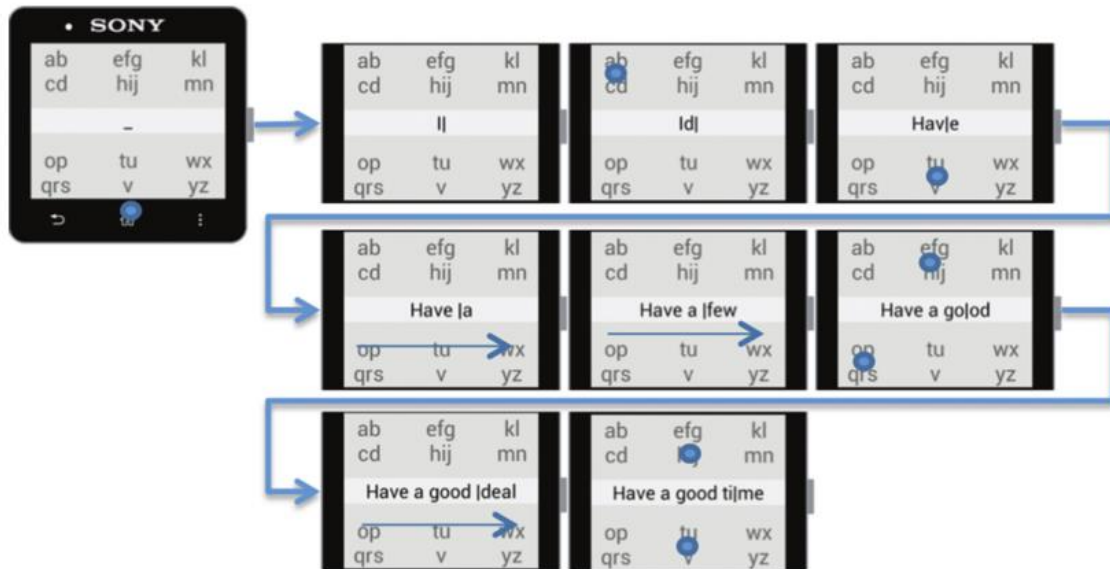 SONY
ab efg kl
cd hij mn
_
op tu wx
qrs v yz
ab efg kl
cd hij mn
I|
op tu wx
qrs v yz
ab efg kl
cd hij mn
Id|
op tu wx
qrs v yz
ab efg kl
cd hij mn
Hav|e
op tu wx
qrs v yz
ab efg kl
cd hij mn
Have |a
op tu wx
qrs v yz
ab efg kl
cd hij mn
Have a |few
op tu wx
qrs v yz
ab efg kl
cd hij mn
Have a go|od
op tu wx
qrs v yz
ab efg kl
cd hij mn
Have a good |deal
op tu wx
qrs v yz
ab efg kl
cd mn
Have a good ti|me
op tu wx
qrs v yz